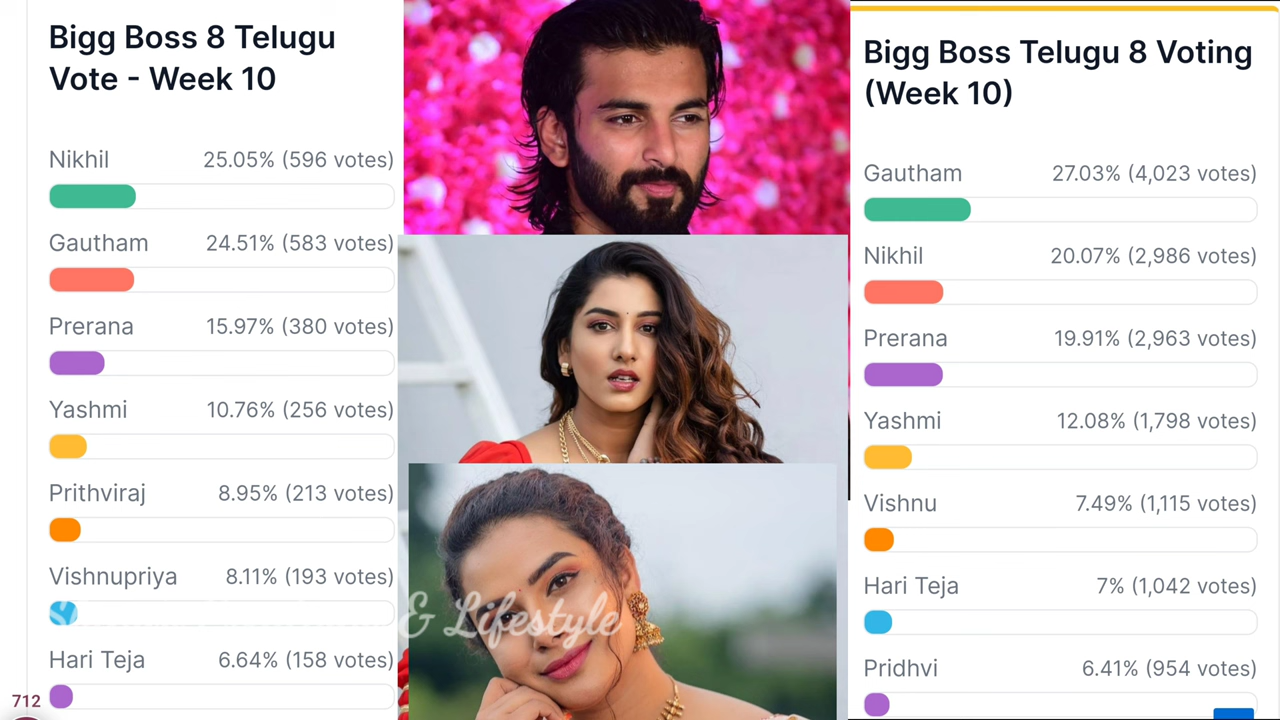 Bigg Boss 8 Telugu
Vote - Week 10
Nikhil 25.05% (596 votes)
Gautham 24.51% (583 votes)
Prerana 15.97% (380 votes)
Yashmi 10.76% (256 votes)
Prithviraj 8.95% (213 votes)
Vishnupriya 8.11% (193 votes)
Hari Teja 6.64% (158 votes)
712
& Lifestyle
Bigg Boss Telugu 8 Voting
(Week 10)
Gautham 27.03% (4,023 votes)
Nikhil 20.07% (2,986 votes)
Prerana 19.91% (2,963 votes)
Yashmi 12.08% (1,798 votes)
Vishnu 7.49% (1,115 votes)
Hari Teja 7% (1,042 votes)
Pridhvi 6.41% (954 votes)